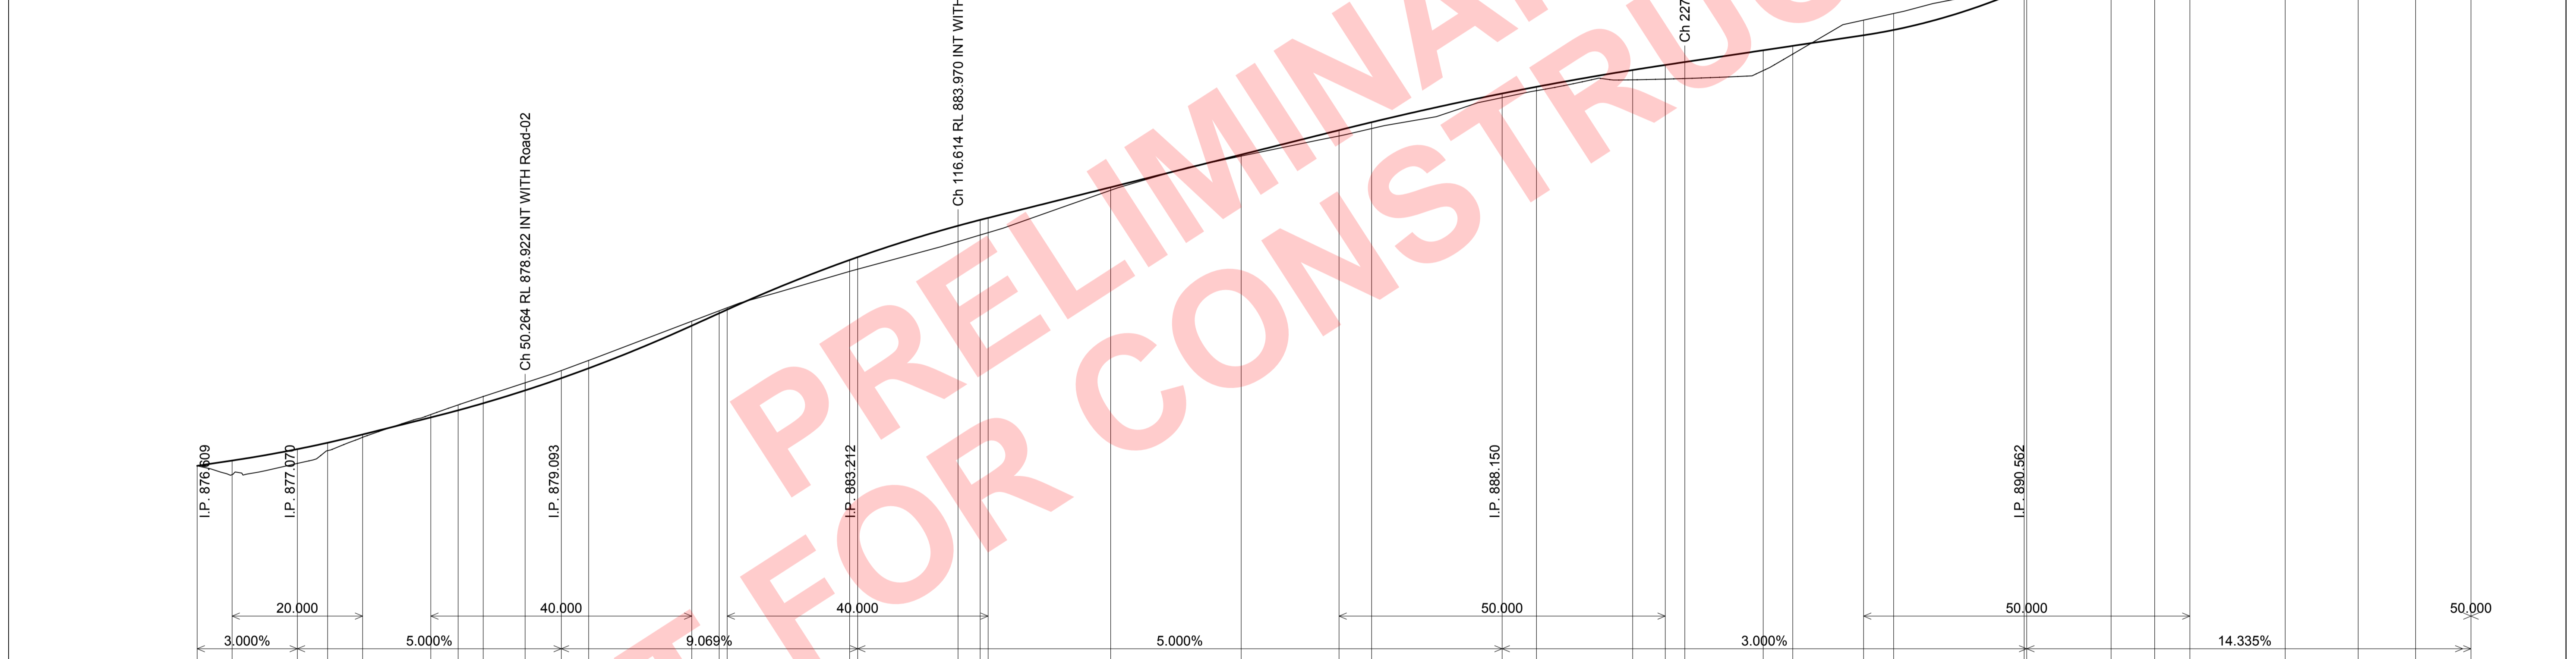 Ch 50.264 RL 878.922 INT WITH Road-02
Ch 116.614 RL 883.970 INT WITH
Ch 227
I.P. 876.609
I.P. 877.070
I.P. 879.093
I.P. 883.212
I.P. 888.150
I.P. 890.562
20.000
40.000
40.000
50.000
50.000
50.000
3.000%
5.000%
9.069%
5.000%
3.000%
14.335%
PRELIMINA
FOR CONSTRUC